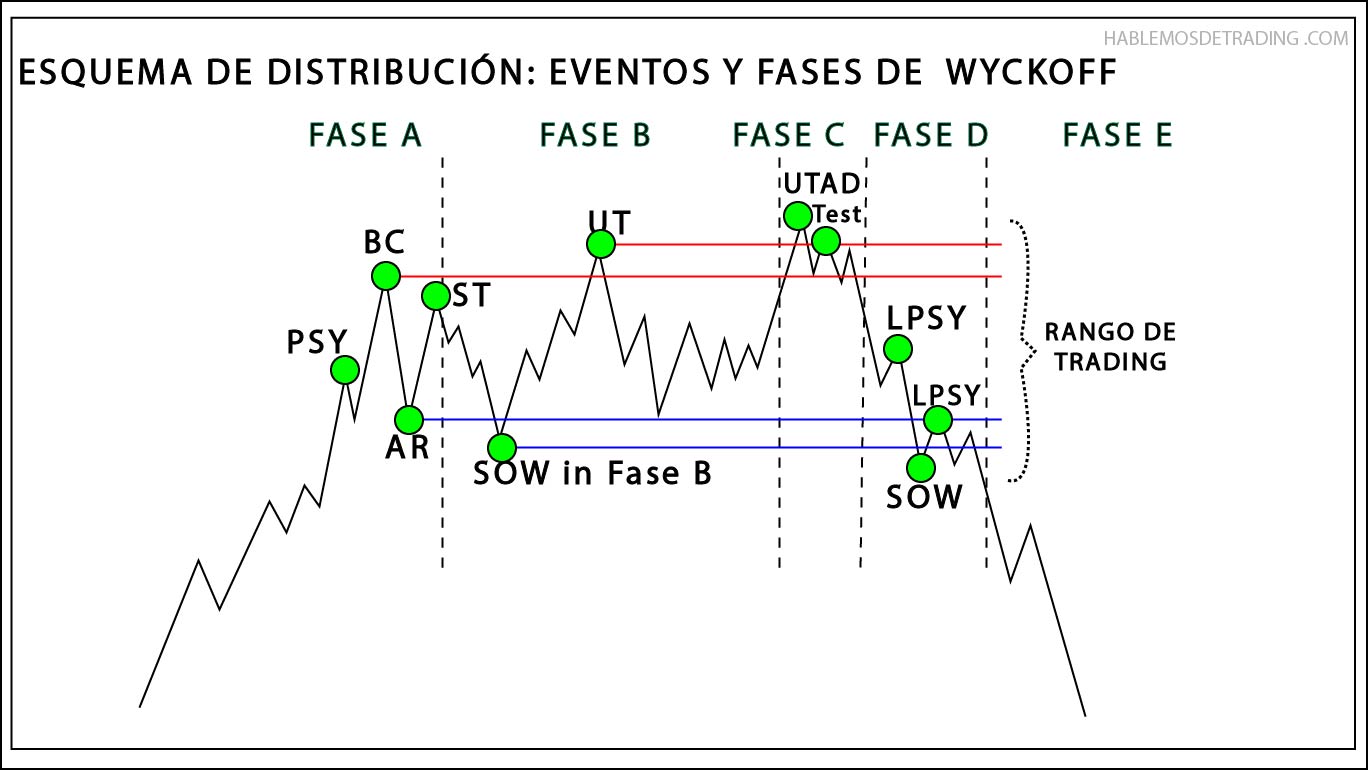 HABLEMOSDETRADING .COM
ESQUEMA DE DISTRIBUCIÓN: EVENTOS Y FASES DE WYCKOFF
FASE A
FASE B
FASE C
FASE D
FASE E
UTAD
Test
UT
BC
ST
PSY
LPSY
RANGO DE
TRADING
LPSY
AR
SOW in Fase B
SOW